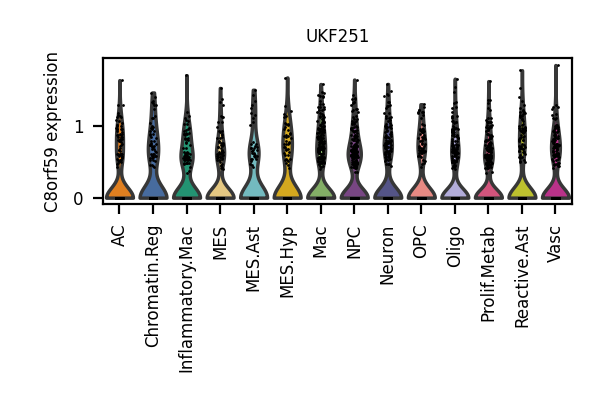 UKF251
C8orf59 expression
1
0
AC
Chromatin.Reg
Inflammatory.Mac
MES
MES.Ast
MES.Hyp
Mac
NPC
Neuron
OPC
Oligo
Prolif.Metab
Reactive.Ast
Vasc